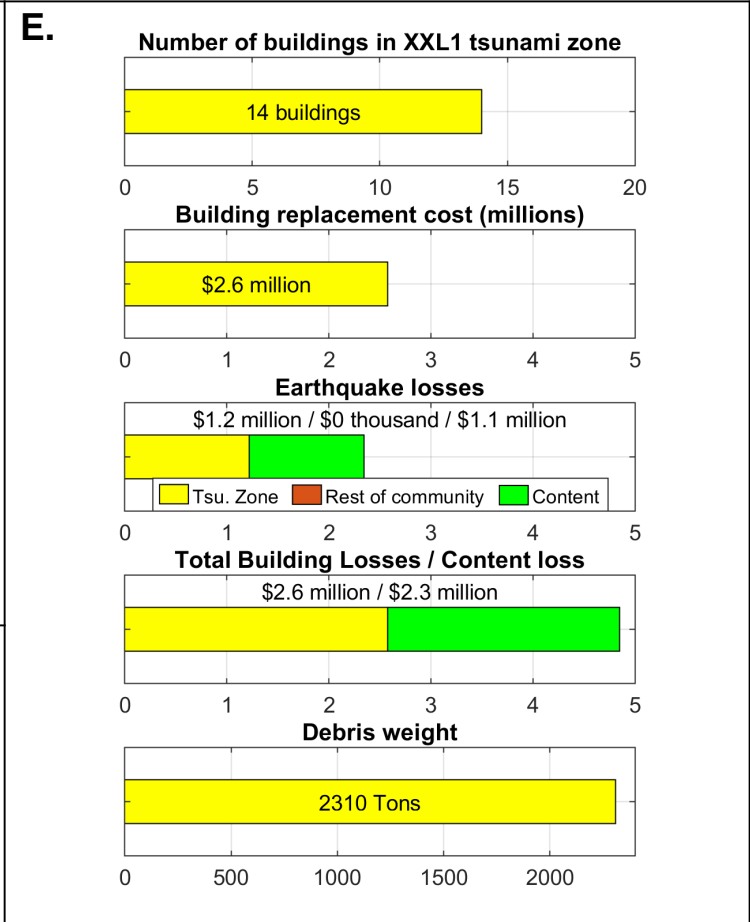 E.
Number of buildings in XXL1 tsunami zone
14 buildings
0 5 10 15 20
Building replacement cost (millions)
$2.6 million
0 1 2 3 4 5
Earthquake losses
$1.2 million / $0 thousand / $1.1 million
Tsu. Zone Rest of community Content
0 1 2 3 4 5
Total Building Losses / Content loss
$2.6 million / $2.3 million
0 1 2 3 4 5
Debris weight
2310 Tons
0 500 1000 1500 2000